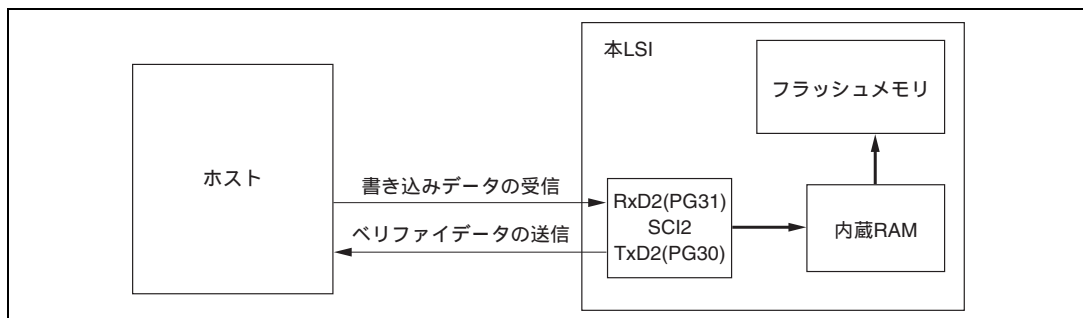 本LSI
フラッシュメモリ
ホスト
書き込みデータの受信
ベリファイデータの送信
RxD2(PG31)
SCI2
TxD2(PG30)
内蔵RAM